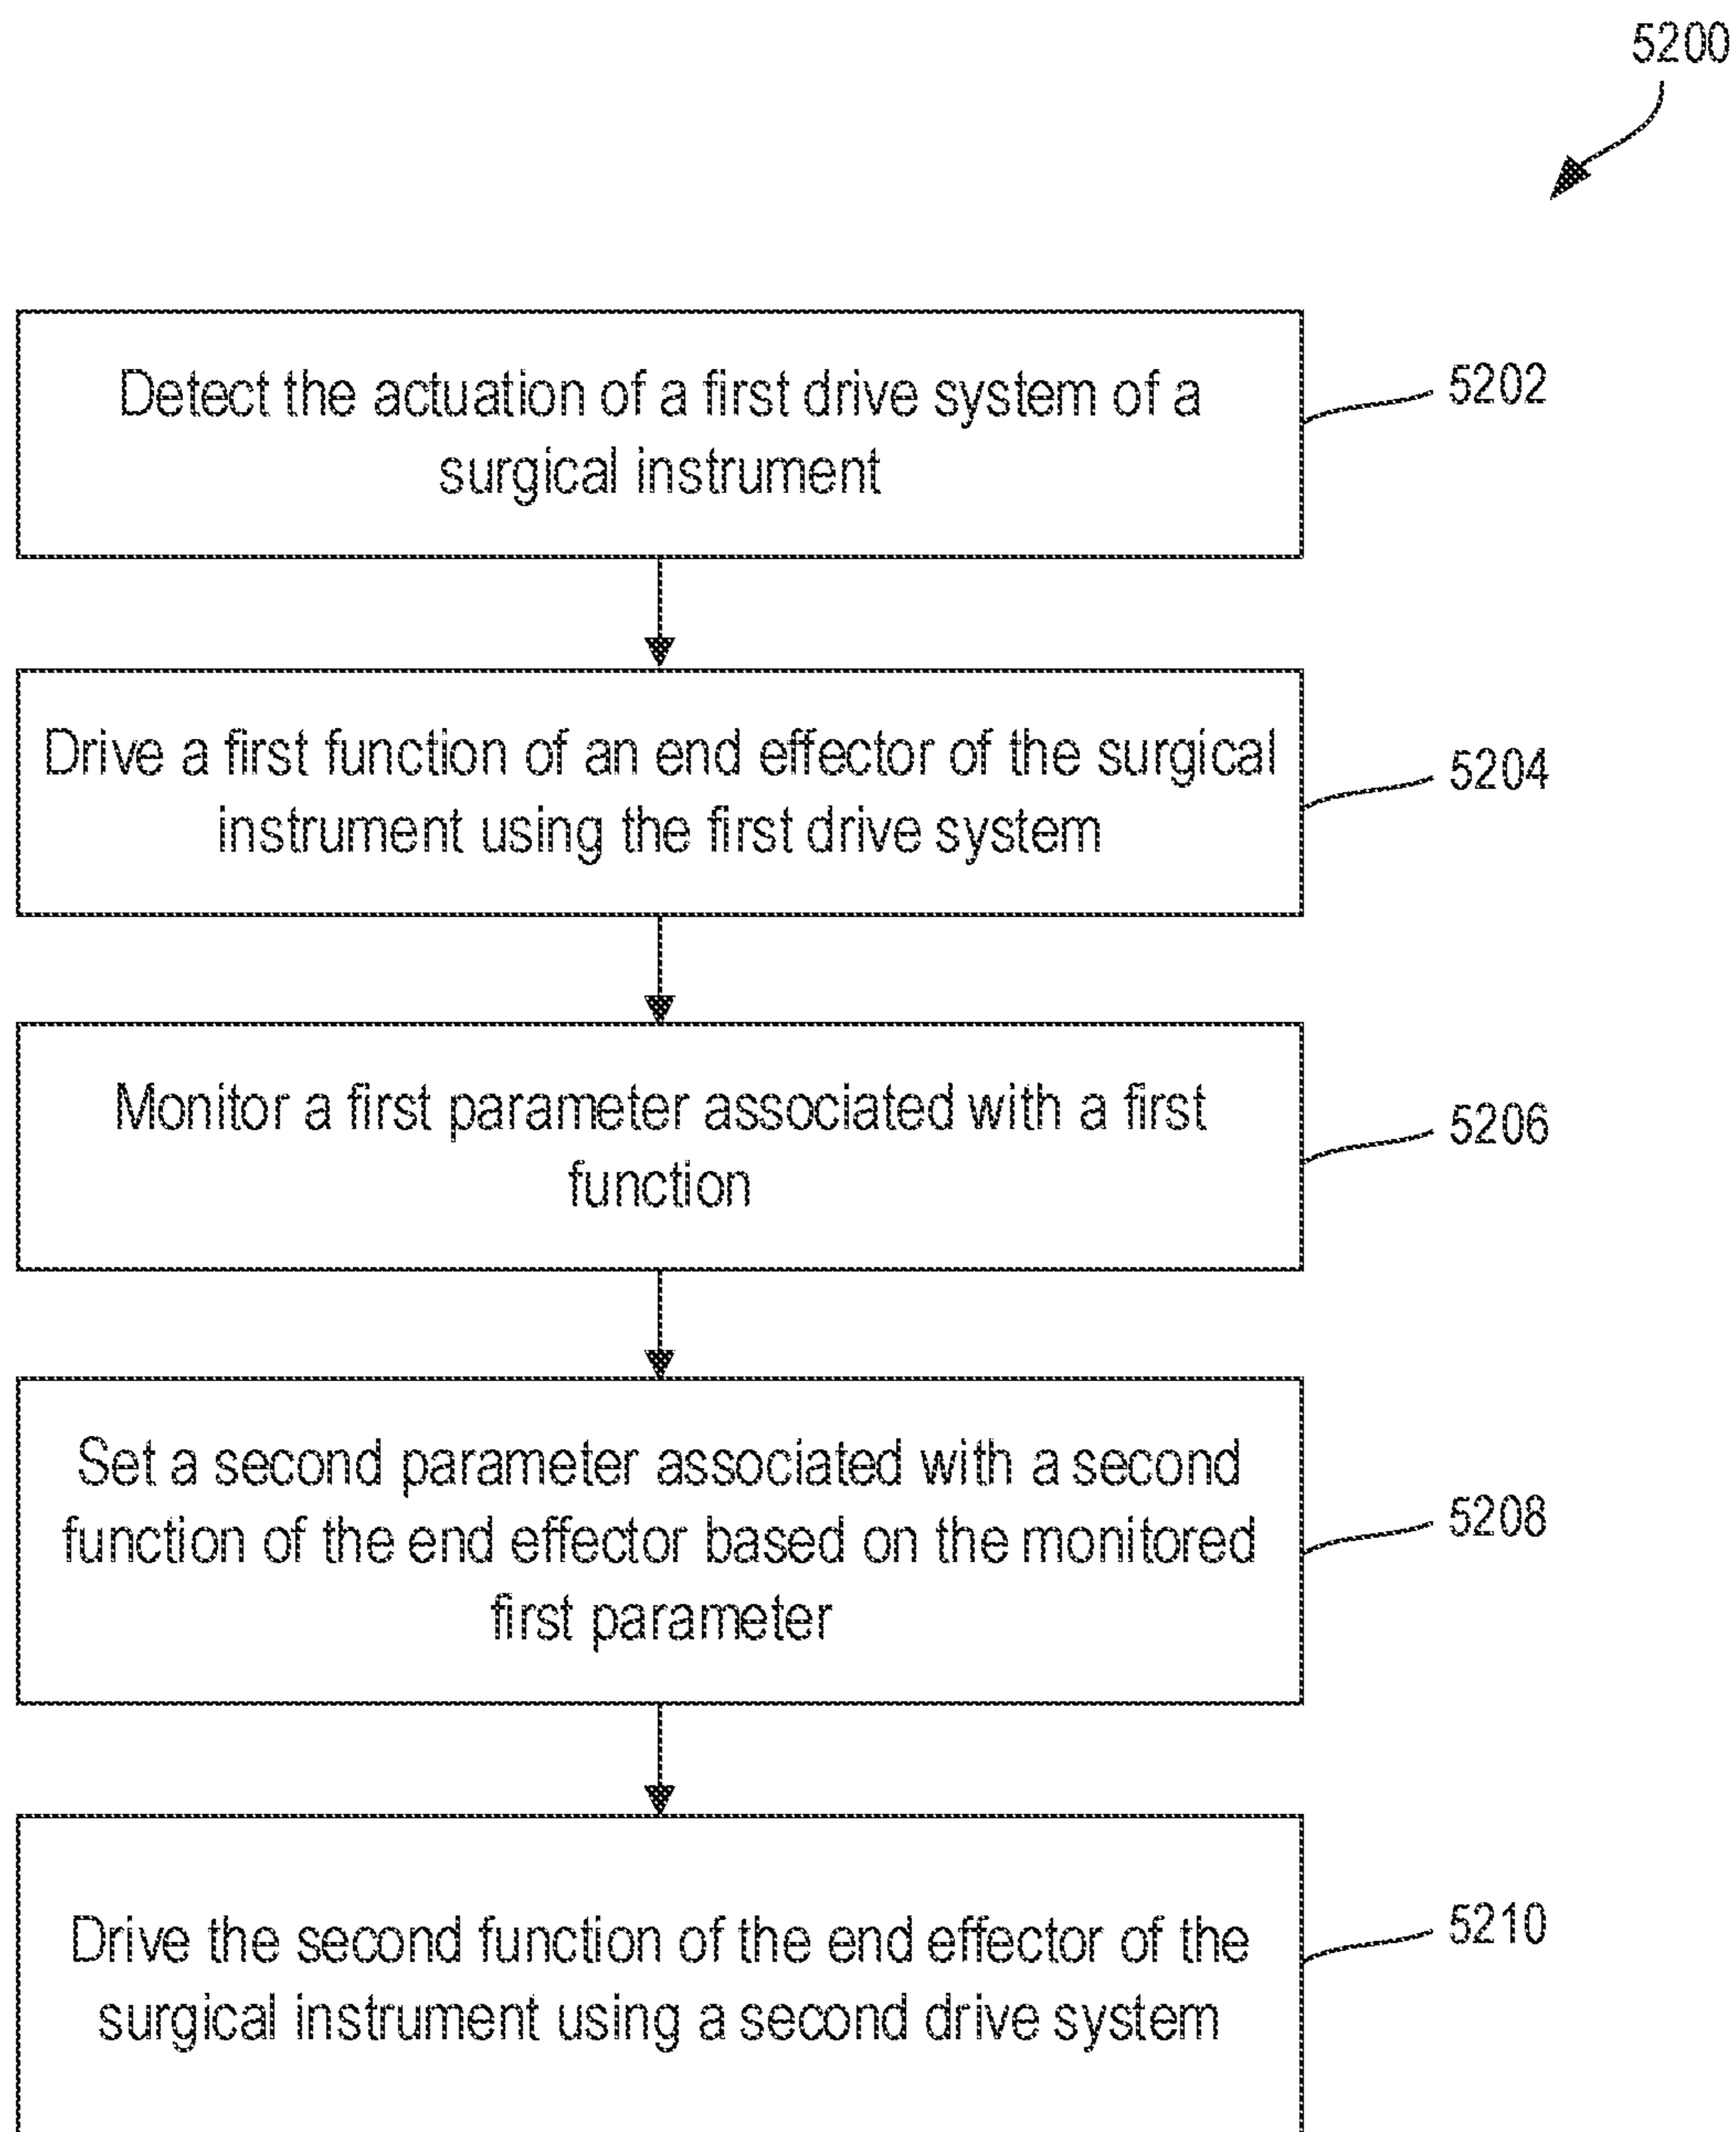 5200
Detect the actuation of a first drive system of a
surgical instrument
5202
Drive a first function of an end effector of the surgical
instrument using the first drive system
5204
Monitor a first parameter associated with a first
function
5206
Set a second parameter associated with a second
function of the end effector based on the monitored
first parameter
5208
Drive the second function of the end effector of the
surgical instrument using a second drive system
5210